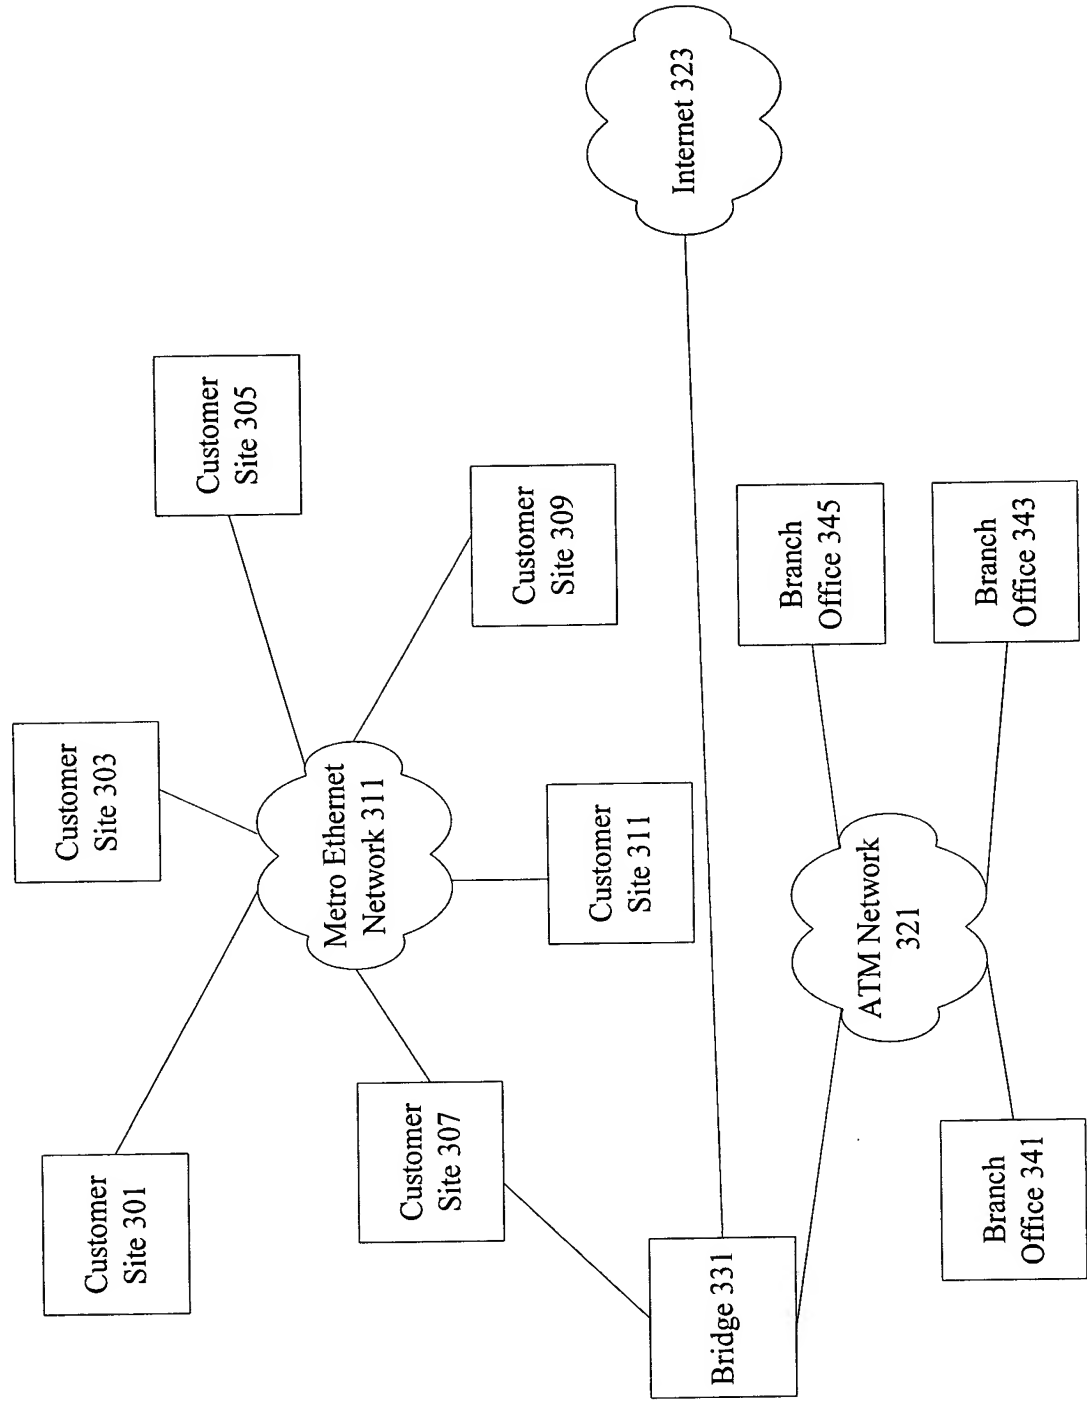 Customer
Site 301
Customer
Site 303
Customer
Site 305
Customer
Site 307
Metro Ethernet
Network 311
Customer
Site 309
Customer
Site 311
Bridge 331
Internet 323
ATM Network
321
Branch
Office 345
Branch
Office 341
Branch
Office 343